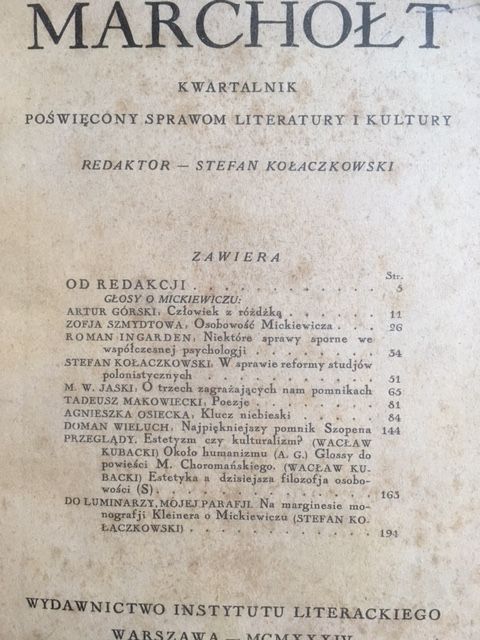 MARCHOŁT
KWARTALNIK
POŚWIĘCONY SPRAWOM LITERATURY I KULTURY
REDAKTOR — STEFAN KOŁACZKOWSKI
ZAWIERA
Str.
OD REDAKCJI . . . . . . . . . . . 5
GŁOSY O MICKIEWICZU:
ARTUR GÓRSKI, Człowiek z różdżką . . . . . 11
ZOFJA SZMYDTOWA, Osobowość Mickiewicza . . . 26
ROMAN INGARDEN, Niektóre sprawy sporne we
współczesnej psychologji . . . . . . . . 34
STEFAN KOŁACZKOWSKI, W sprawie reformy studjów
polonistycznych . . . . . . . . . . 51
M. W. JASKI, O trzech zagrażających nam pomnikach 65
TADEUSZ MAKOWIECKI, Poezje . . . . . . . 81
AGNIESZKA OSIECKA, Klucz niebieski . . . . . 84
DOMAN WIELUCH, Najpiękniejszy pomnik Szopena 144
PRZEGLĄDY. Estetyzm czy kulturalizm? (WACŁAW
KUBACKI) Około humanizmu (A. G.) Glossy do
powieści M. Choromańskiego. (WACŁAW KU-
BACKI) Estetyka a dzisiejsza filozofja osobo-
wości (S) . . . . . . . . . . . . 163
DO LUMINARZY, MOJEJ PARAFJI. Na marginesie mo-
nografji Kleinera o Mickiewiczu (STEFAN KO-
ŁACZKOWSKI) . . . . . . . . . . . 194
WYDAWNICTWO INSTYTUTU LITERACKIEGO
WARSZAWA — MCMXXXIV